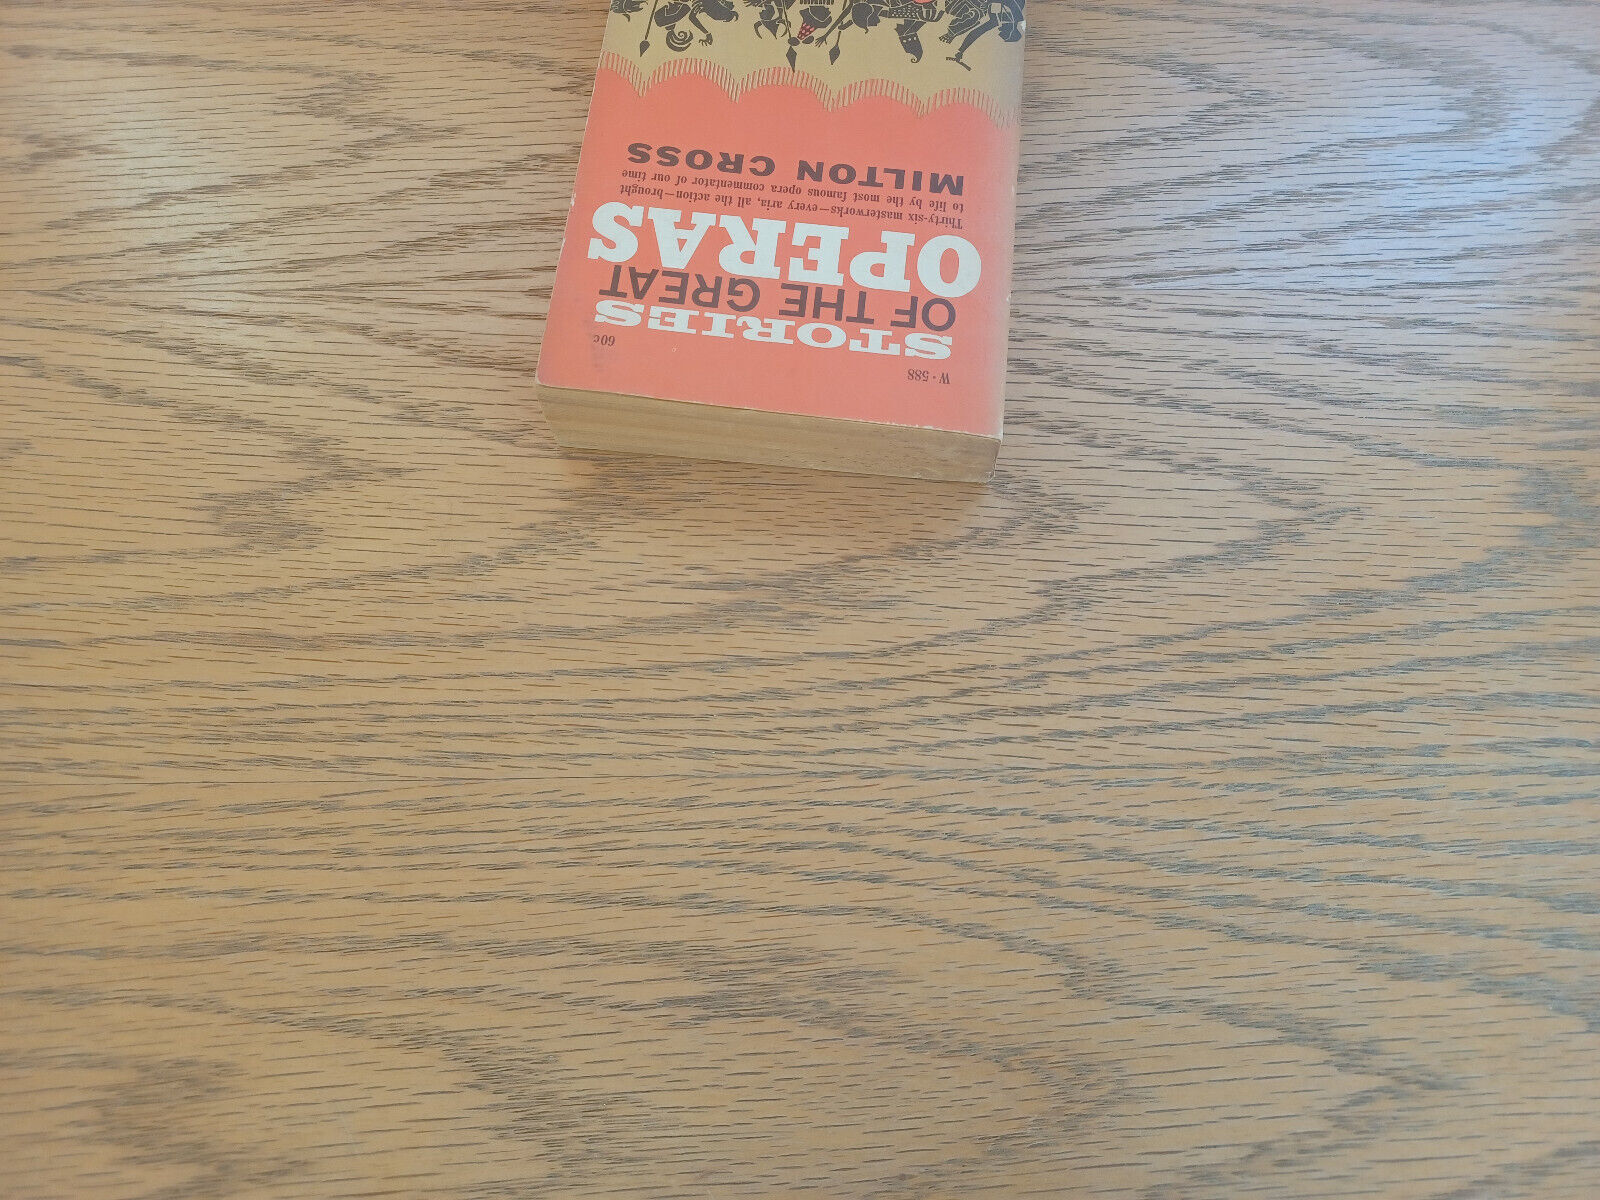 W•588
60c
STORIES
OF THE GREAT
OPERAS
Thirty-six masterworks—every aria, all the action—brought
to life by the most famous opera commentator of our time
MILTON CROSS